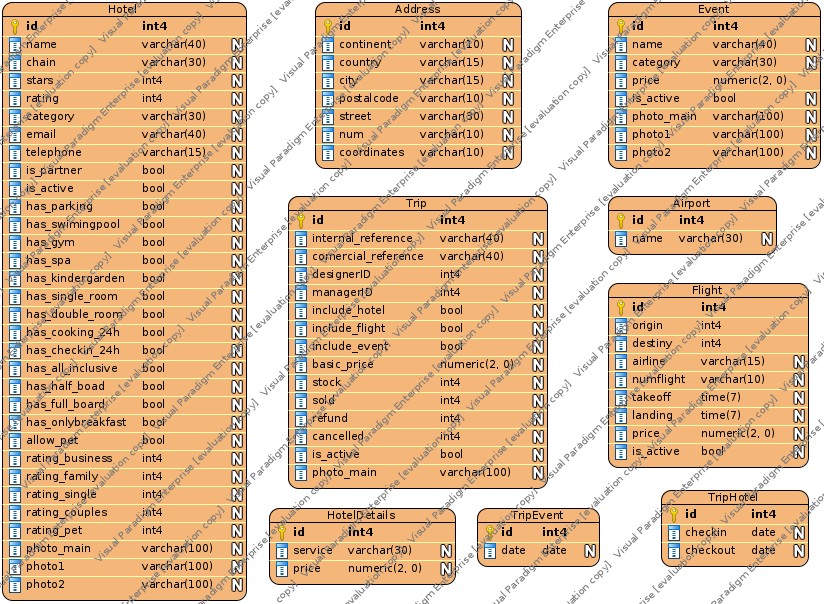 Hotel
id int4
name varchar(40) N
chain varchar(30) N
stars int4 N
rating int4 N
category varchar(30) N
email varchar(40) N
telephone varchar(15) N
is_partner bool N
is_active bool N
has_parking bool N
has_swimingpool bool N
has_gym bool N
has_spa bool N
has_kindergarden bool N
has_single_room bool N
has_double_room bool N
has_cooking_24h bool N
has_checkin_24h bool N
has_all_inclusive bool N
has_half_boad bool N
has_full_board bool N
has_onlybreakfast bool N
allow_pet bool N
rating_business int4 N
rating_family int4 N
rating_single int4 N
rating_couples int4 N
rating_pet int4 N
photo_main varchar(100) N
photo1 varchar(100) N
photo2 varchar(100) N
Address
id int4
continent varchar(10) N
country varchar(15) N
city varchar(15) N
postalcode varchar(10) N
street varchar(30) N
num varchar(10) N
coordinates varchar(10) N
Event
id int4
name varchar(40) N
category varchar(30) N
price numeric(2, 0) N
is_active bool N
photo_main varchar(100) N
photo1 varchar(100) N
photo2 varchar(100) N
Trip
id int4
internal_reference varchar(40) N
comercial_reference varchar(40) N
designerID int4 N
managerID int4 N
include_hotel bool N
include_flight bool N
include_event bool N
basic_price numeric(2, 0) N
stock int4 N
sold int4 N
refund int4 N
cancelled int4 N
is_active bool N
photo_main varchar(100) N
Airport
id int4
name varchar(30) N
Flight
id int4
origin int4
destiny int4
airline varchar(15) N
numflight varchar(10) N
takeoff time(7) N
landing time(7) N
price numeric(2, 0) N
is_active bool N
HotelDetails
id int4
service varchar(30) N
price numeric(2, 0) N
TripEvent
id int4
date date N
TripHotel
id int4
checkin date N
checkout date N
Visual Paradigm Enterprise [evaluation copy]